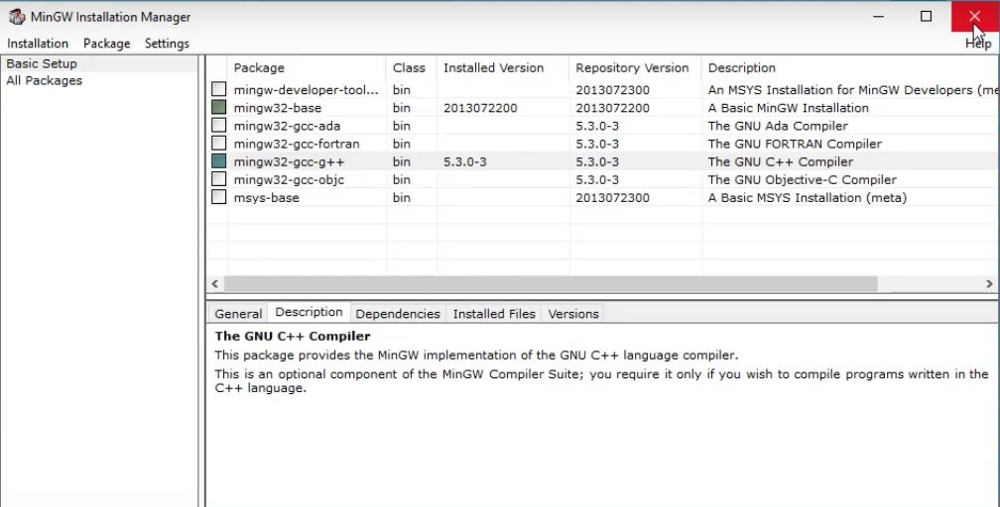 MinGW Installation Manager
Installation Package Settings Help
Basic Setup
All Packages
Package Class Installed Version Repository Version Description
mingw-developer-tool... bin 2013072300 An MSYS Installation for MinGW Developers (me
mingw32-base bin 2013072200 2013072200 A Basic MinGW Installation
mingw32-gcc-ada bin 5.3.0-3 The GNU Ada Compiler
mingw32-gcc-fortran bin 5.3.0-3 The GNU FORTRAN Compiler
mingw32-gcc-g++ bin 5.3.0-3 5.3.0-3 The GNU C++ Compiler
mingw32-gcc-objc bin 5.3.0-3 The GNU Objective-C Compiler
msys-base bin 2013072300 A Basic MSYS Installation (meta)
General Description Dependencies Installed Files Versions
The GNU C++ Compiler
This package provides the MinGW implementation of the GNU C++ language compiler.
This is an optional component of the MinGW Compiler Suite; you require it only if you wish to compile programs written in the
C++ language.